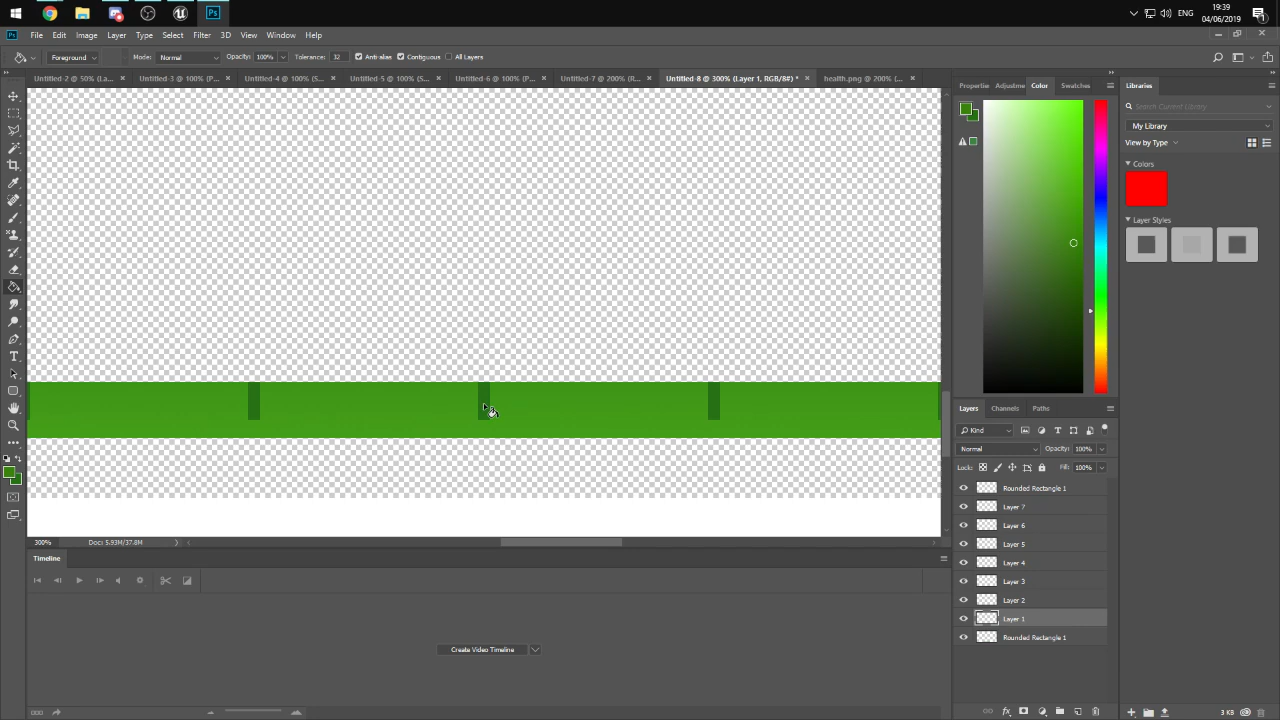 19:39
ENG
04/06/2019
Ps
File Edit Image Layer Type Select Filter 3D View Window Help
Foreground Mode: Normal Opacity: 100% Tolerance: 32 Anti-alias Contiguous All Layers
Untitled-2 @ 50% (La... × Untitled-3 @ 100% (P... × Untitled-4 @ 100% (S... × Untitled-5 @ 100% (S... × Untitled-6 @ 100% (P... × Untitled-7 @ 200% (R... × Untitled-8 @ 300% (Layer 1, RGB/8#) * × health.png @ 200% (... ×
Properti Adjustme Color Swatches
Libraries
Search Current Library
My Library
View by Type
Colors
Layer Styles
Layers Channels Paths
Kind
Normal Opacity: 100%
Lock: Fill: 100%
Rounded Rectangle 1
Layer 7
Layer 6
Layer 5
Layer 4
Layer 3
Layer 2
Layer 1
Rounded Rectangle 1
300% Doc: 5.93M/37.8M
Timeline
Create Video Timeline
fx
3 KB